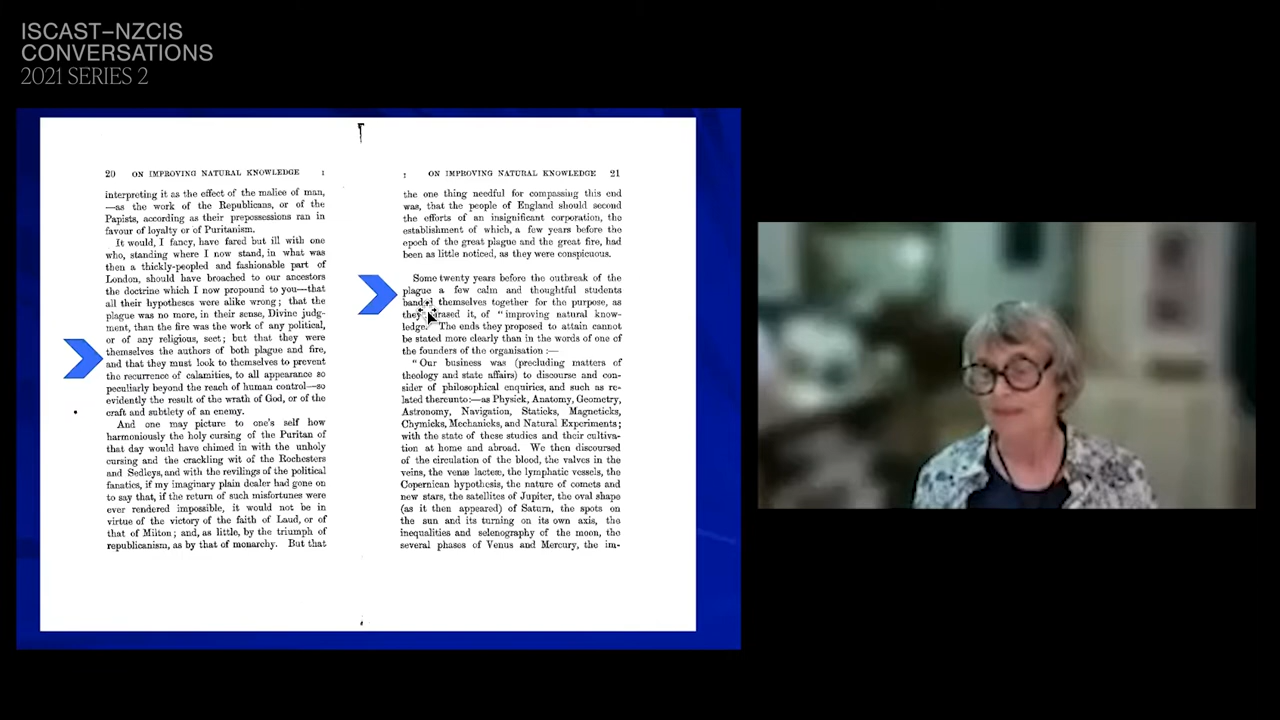 ISCAST–NZCIS
CONVERSATIONS
2021 SERIES 2
20 ON IMPROVING NATURAL KNOWLEDGE
interpreting it as the effect of the malice of man,
—as the work of the Republicans, or of the
Papists, according as their prepossessions ran in
favour of loyalty or of Puritanism.
It would, I fancy, have fared but ill with one
who, standing where I now stand, in what was
then a thickly-peopled and fashionable part of
London, should have broached to our ancestors
the doctrine which I now propound to you—that
all their hypotheses were alike wrong; that the
plague was no more, in their sense, Divine judg-
ment, than the fire was the work of any political,
or of any religious, sect; but that they were
themselves the authors of both plague and fire,
and that they must look to themselves to prevent
the recurrence of calamities, to all appearance so
peculiarly beyond the reach of human control—so
evidently the result of the wrath of God, or of the
craft and subtlety of an enemy.
And one may picture to one's self how
harmoniously the holy cursing of the Puritan of
that day would have chimed in with the unholy
cursing and the crackling wit of the Rochesters
and Sedleys, and with the revilings of the political
fanatics, if my imaginary plain dealer had gone on
to say that, if the return of such misfortunes were
ever rendered impossible, it would not be in
virtue of the victory of the faith of Laud, or of
that of Milton; and, as little, by the triumph of
republicanism, as by that of monarchy. But that
ON IMPROVING NATURAL KNOWLEDGE 21
the one thing needful for compassing this end
was, that the people of England should second
the efforts of an insignificant corporation, the
establishment of which, a few years before the
epoch of the great plague and the great fire, had
been as little noticed, as they were conspicuous.
Some twenty years before the outbreak of the
plague a few calm and thoughtful students
banded themselves together for the purpose, as
they phrased it, of "improving natural know-
ledge." The ends they proposed to attain cannot
be stated more clearly than in the words of one of
the founders of the organisation:—
"Our business was (precluding matters of
theology and state affairs) to discourse and con-
sider of philosophical enquiries, and such as re-
lated thereunto:—as Physick, Anatomy, Geometry,
Astronomy, Navigation, Staticks, Magneticks,
Chymicks, Mechanicks, and Natural Experiments;
with the state of these studies and their cultiva-
tion at home and abroad. We then discoursed
of the circulation of the blood, the valves in the
veins, the venæ lacteæ, the lymphatic vessels, the
Copernican hypothesis, the nature of comets and
new stars, the satellites of Jupiter, the oval shape
(as it then appeared) of Saturn, the spots on
the sun and its turning on its own axis, the
inequalities and selenography of the moon, the
several phases of Venus and Mercury, the im-